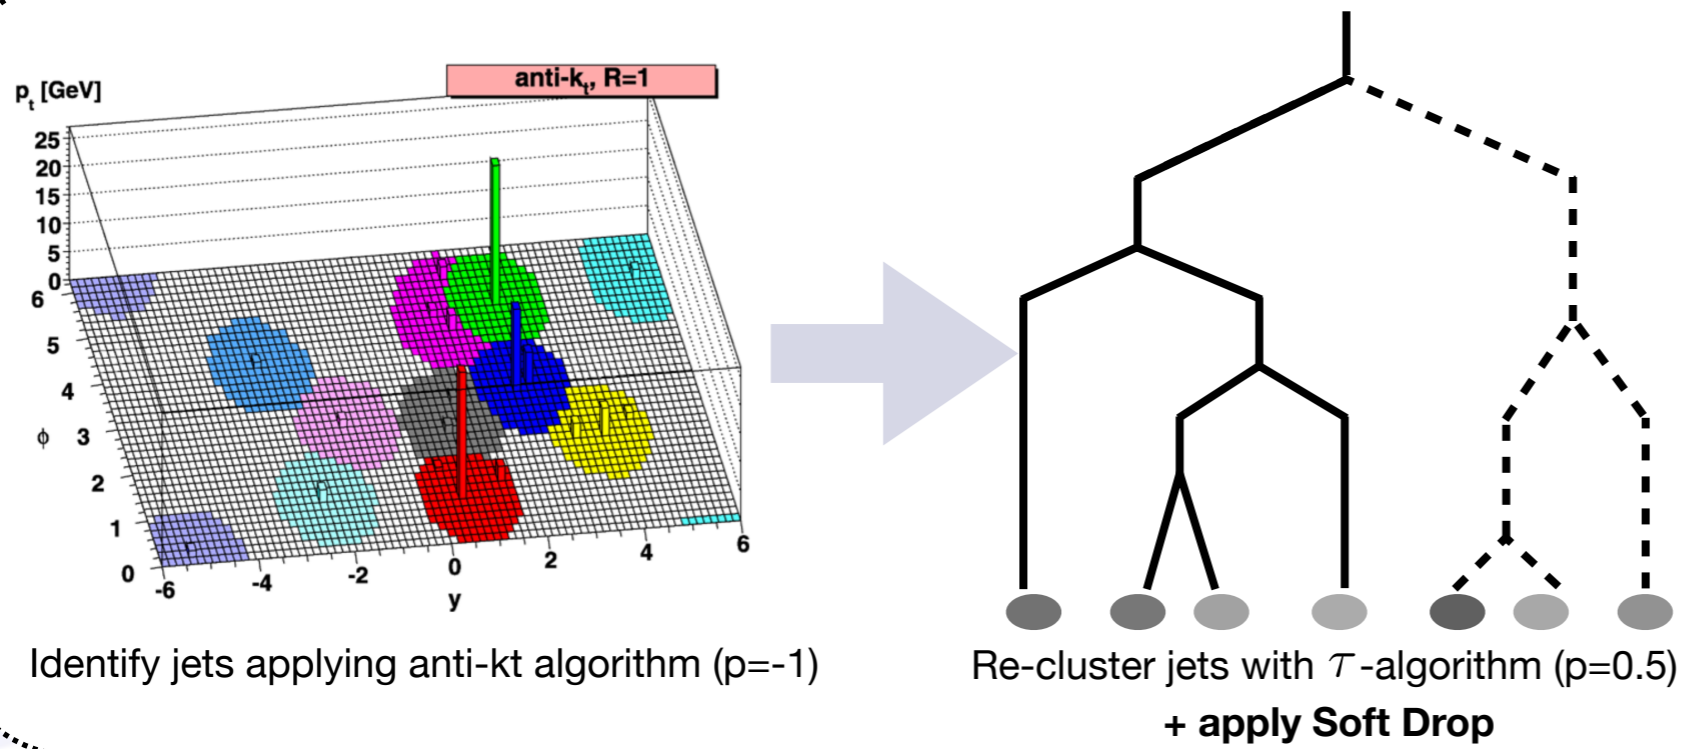 anti-kt, R=1
pt [GeV]
25
20
15
10
5
0
6
5
4
ϕ 3
2
1
0
-6 -4 -2 0 2 4 6
y
Identify jets applying anti-kt algorithm (p=-1)
Re-cluster jets with τ -algorithm (p=0.5)
+ apply Soft Drop